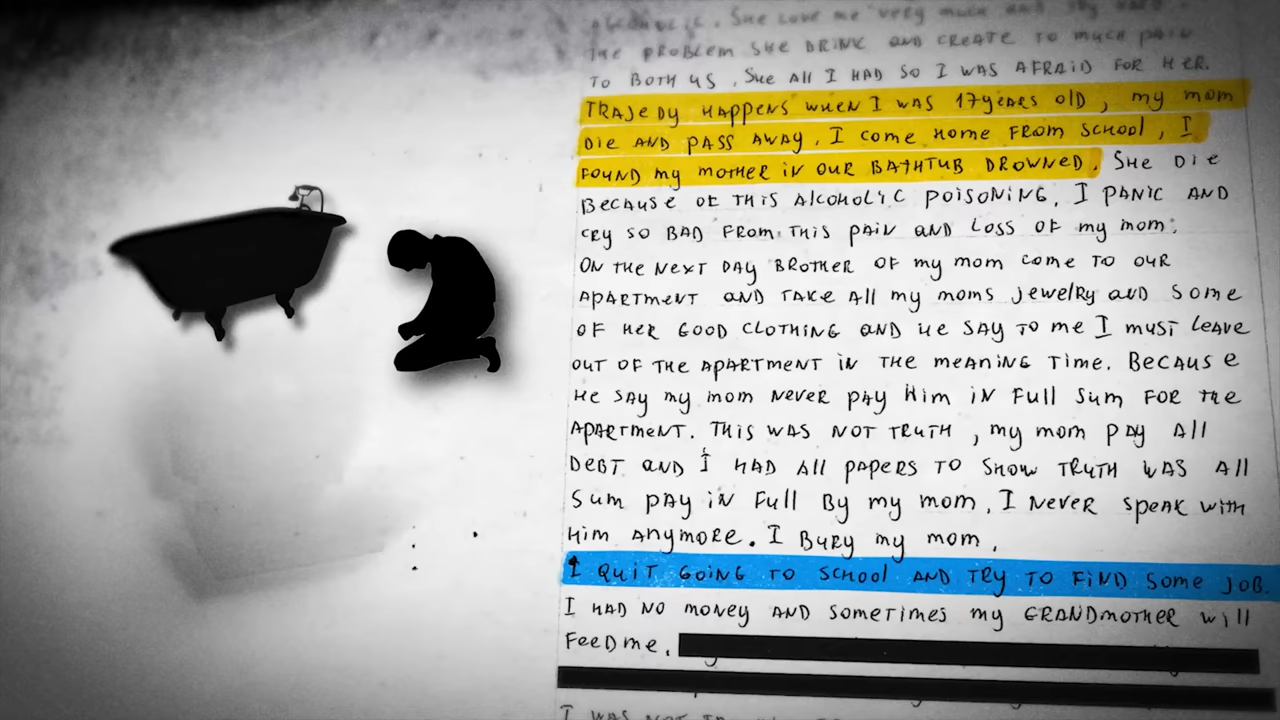 ALCOHOLIC. SHE LOVE ME VERY MUCH AND
THE PROBLEM SHE DRINK AND CREATE TO MUCH PAIN
TO BOTH US. SHE ALL I HAD SO I WAS AFRAID FOR HER.
TRAJEDY HAPPENS WHEN I WAS 17 years OLD, my mom
DIE AND PASS AWAY. I come Home FROM SCHOOL, I
FOUND my MOTHER iN OUR BATHTUB DROWNED. SHE DIE
BECAUSE OF THIS ALCOHOLIC POISONING. I PANIC AND
CRY SO BAD FROM THIS PAIN AND LOSS OF my mom.
ON THE NEXT DAY BROTHER OF my mom COME TO OUR
APARTMENT AND TAKE ALL my moms JEWELRY AND SOME
OF HER GOOD CLOTHING AND HE SAY TO me I MUST LEAVE
OUT OF THE APARTMENT IN THE MEANING TIME. BECAUSE
HE SAY my mom NEVER PAY HIM IN FULL SUM FOR THE
APARTMENT. THIS WAS NOT TRUTH, my mom PAY ALL
DEBT AND I HAD ALL PAPERS TO SHOW TRUTH WAS ALL
SUM PAY IN FULL BY my mom. I NEVER SPEAK WITH
HIM ANYMORE. I BURY my mom.
I QUIT GOING TO SCHOOL AND TRY TO FIND SOME JOB.
I HAD NO MONEY AND SOMETIMES my GRANDMOTHER WILL
FEED me.
I WAS NOT